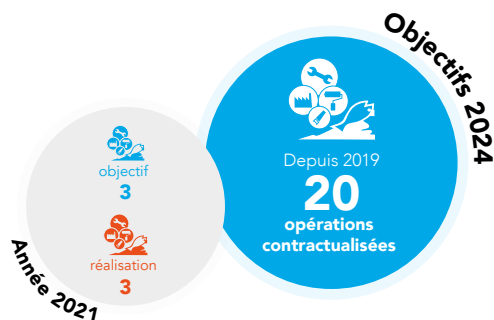 Année 2021
objectif
3
réalisation
3
Objectifs 2024
Depuis 2019
20
opérations
contractualisées